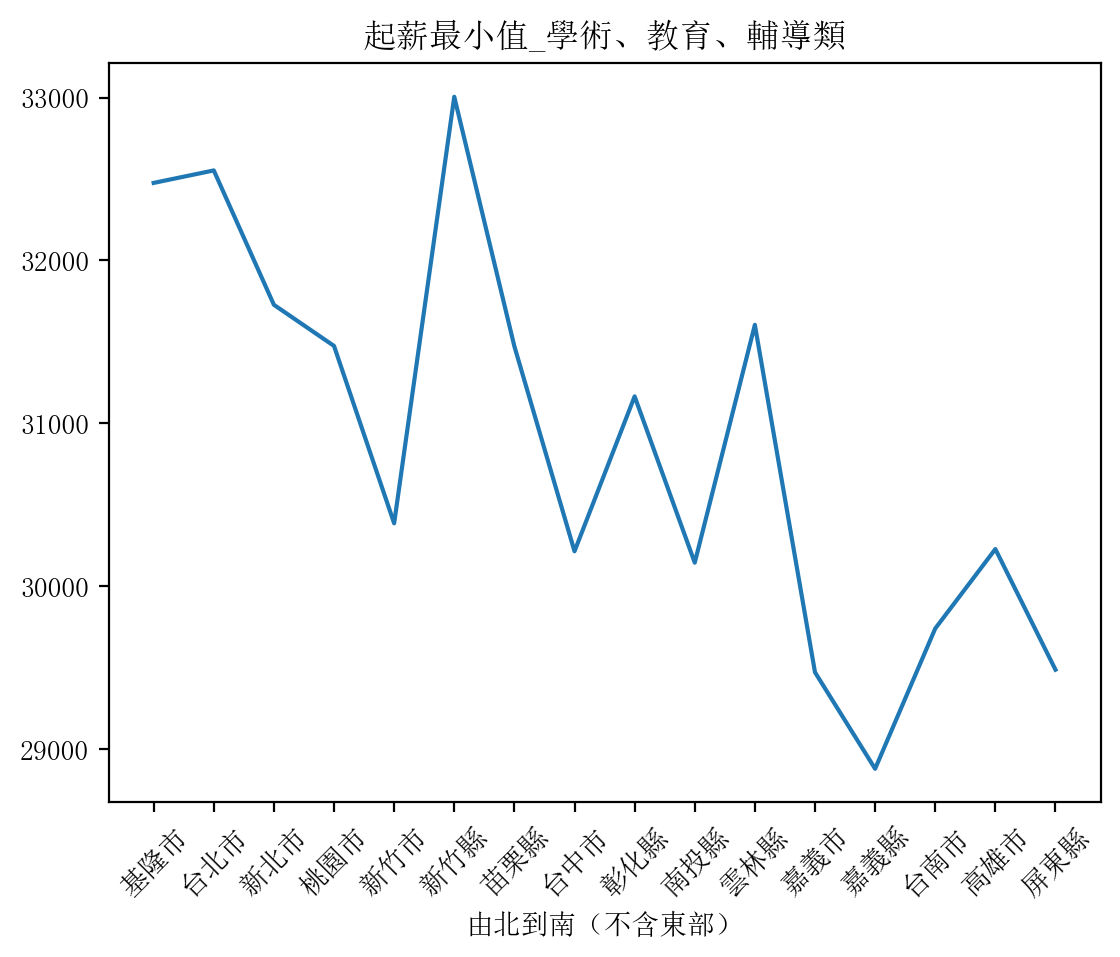 起薪最小值_學術、教育、輔導類
33000
32000
31000
30000
29000
基隆市
台北市
新北市
桃園市
新竹市
新竹縣
苗栗縣
台中市
彰化縣
南投縣
雲林縣
嘉義市
嘉義縣
台南市
高雄市
屏東縣
由北到南（不含東部）